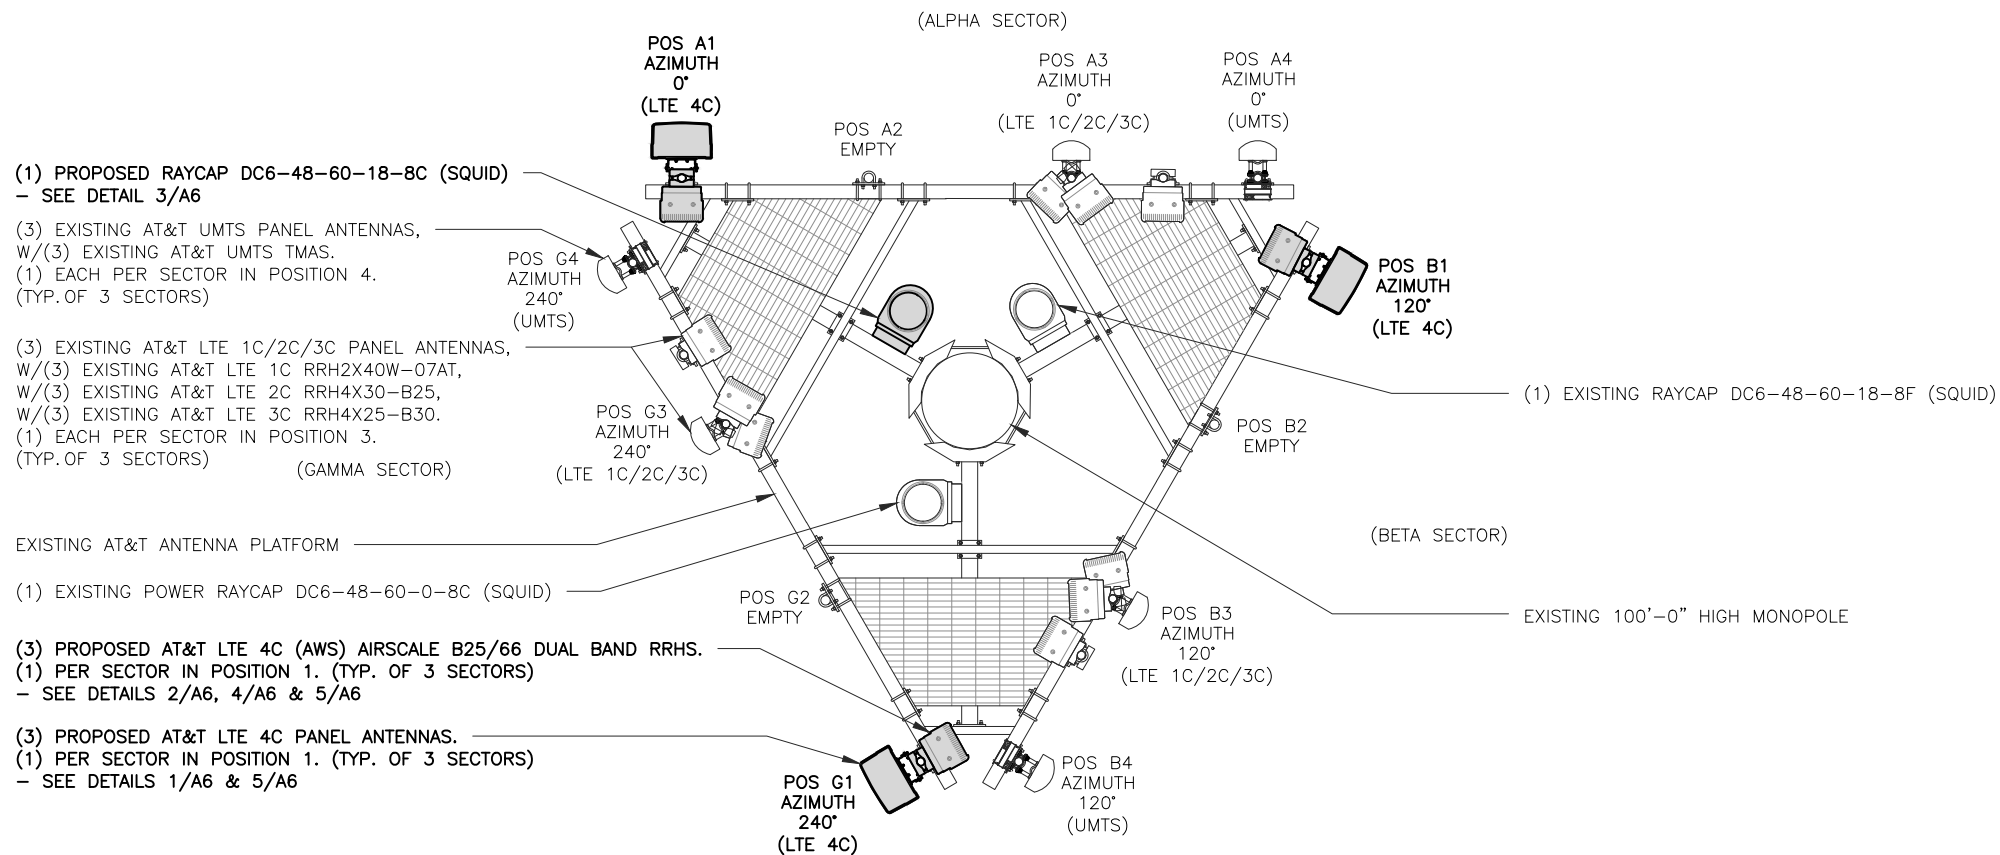 (ALPHA SECTOR)
POS A1
AZIMUTH
0°
(LTE 4C)
POS A2
EMPTY
POS A3
AZIMUTH
0°
(LTE 1C/2C/3C)
POS A4
AZIMUTH
0°
(UMTS)
(1) PROPOSED RAYCAP DC6-48-60-18-8C (SQUID)
- SEE DETAIL 3/A6
(3) EXISTING AT&T UMTS PANEL ANTENNAS,
W/(3) EXISTING AT&T UMTS TMAS.
(1) EACH PER SECTOR IN POSITION 4.
(TYP. OF 3 SECTORS)
POS G4
AZIMUTH
240°
(UMTS)
POS B1
AZIMUTH
120°
(LTE 4C)
(3) EXISTING AT&T LTE 1C/2C/3C PANEL ANTENNAS,
W/(3) EXISTING AT&T LTE 1C RRH2X40W-07AT,
W/(3) EXISTING AT&T LTE 2C RRH4X30-B25,
W/(3) EXISTING AT&T LTE 3C RRH4X25-B30.
(1) EACH PER SECTOR IN POSITION 3.
(TYP. OF 3 SECTORS)
(GAMMA SECTOR)
POS G3
AZIMUTH
240°
(LTE 1C/2C/3C)
(1) EXISTING RAYCAP DC6-48-60-18-8F (SQUID)
POS B2
EMPTY
(BETA SECTOR)
EXISTING AT&T ANTENNA PLATFORM
(1) EXISTING POWER RAYCAP DC6-48-60-0-8C (SQUID)
POS G2
EMPTY
EXISTING 100'-0" HIGH MONOPOLE
POS B3
AZIMUTH
120°
(LTE 1C/2C/3C)
(3) PROPOSED AT&T LTE 4C (AWS) AIRSCALE B25/66 DUAL BAND RRHS.
(1) PER SECTOR IN POSITION 1. (TYP. OF 3 SECTORS)
- SEE DETAILS 2/A6, 4/A6 & 5/A6
(3) PROPOSED AT&T LTE 4C PANEL ANTENNAS.
(1) PER SECTOR IN POSITION 1. (TYP. OF 3 SECTORS)
- SEE DETAILS 1/A6 & 5/A6
POS G1
AZIMUTH
240°
(LTE 4C)
POS B4
AZIMUTH
120°
(UMTS)